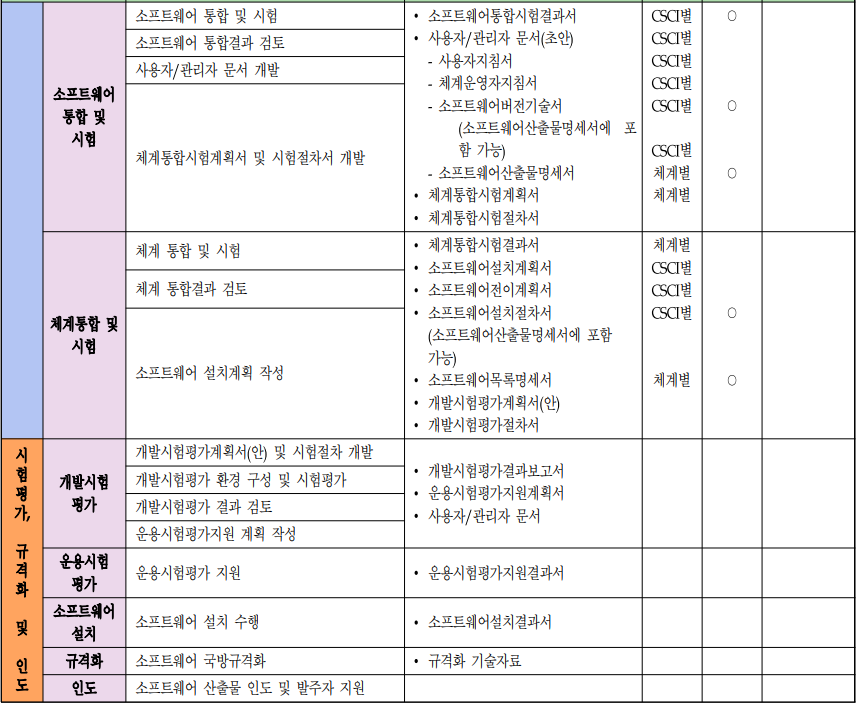 소프트웨어
통합 및
시험
소프트웨어 통합 및 시험
소프트웨어 통합결과 검토
사용자/관리자 문서 개발
체계통합시험계획서 및 시험절차서 개발
• 소프트웨어통합시험결과서 CSCI별 ○
• 사용자/관리자 문서(초안) CSCI별
- 사용자지침서 CSCI별
- 체계운영자지침서 CSCI별
- 소프트웨어버전기술서 CSCI별 ○
(소프트웨어산출물명세서에 포
함 가능) CSCI별
- 소프트웨어산출물명세서 체계별 ○
• 체계통합시험계획서 체계별
• 체계통합시험절차서
체계통합 및
시험
체계 통합 및 시험
체계 통합결과 검토
소프트웨어 설치계획 작성
• 체계통합시험결과서 체계별
• 소프트웨어설치계획서 CSCI별
• 소프트웨어전이계획서 CSCI별
• 소프트웨어설치절차서 CSCI별 ○
(소프트웨어산출물명세서에 포함
가능)
• 소프트웨어목록명세서 체계별 ○
• 개발시험평가계획서(안)
• 개발시험평가절차서
시
험
평
가,
규
격
화
및
인
도
개발시험
평가
개발시험평가계획서(안) 및 시험절차 개발
개발시험평가 환경 구성 및 시험평가
개발시험평가 결과 검토
운용시험평가지원 계획 작성
• 개발시험평가결과보고서
• 운용시험평가지원계획서
• 사용자/관리자 문서
운용시험
평가
운용시험평가 지원
• 운용시험평가지원결과서
소프트웨어
설치
소프트웨어 설치 수행
• 소프트웨어설치결과서
규격화
소프트웨어 국방규격화
• 규격화 기술자료
인도
소프트웨어 산출물 인도 및 발주자 지원